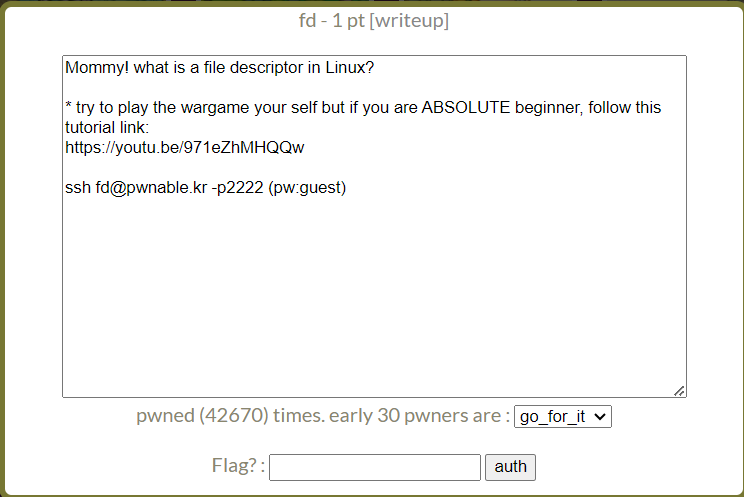 fd - 1 pt [writeup]
Mommy! what is a file descriptor in Linux?
* try to play the wargame your self but if you are ABSOLUTE beginner, follow this
tutorial link:
https://youtu.be/971eZhMHQQw
ssh fd@pwnable.kr -p2222 (pw:guest)
pwned (42670) times. early 30 pwners are : go_for_it
Flag? : auth